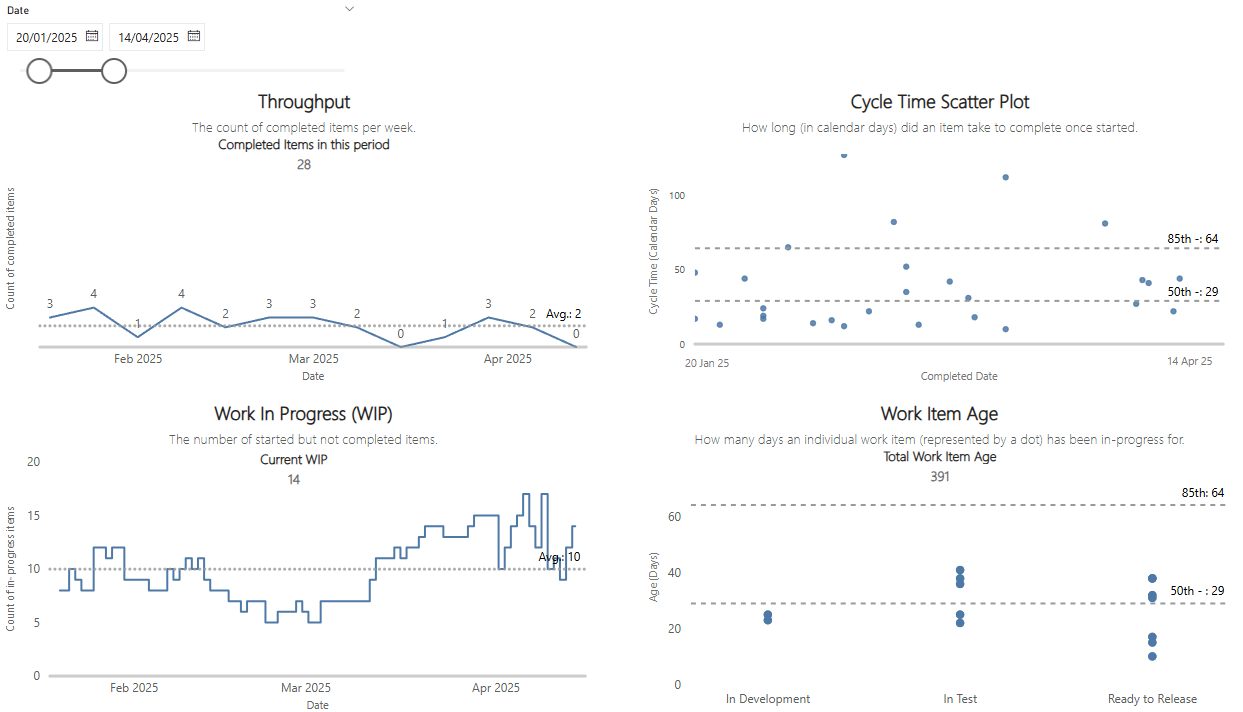 Date
20/01/2025 14/04/2025
Throughput
The count of completed items per week.
Completed Items in this period
28
Count of completed items
3 4 1 4 2 3 3 2 0 1 3 2 0
Avg.: 2
Feb 2025 Mar 2025 Apr 2025
Date
Cycle Time Scatter Plot
How long (in calendar days) did an item take to complete once started.
Cycle Time (Calendar Days)
100
85th -: 64
50
50th -: 29
0
20 Jan 25 14 Apr 25
Completed Date
Work In Progress (WIP)
The number of started but not completed items.
Current WIP
14
Count of in-progress items
20
15
Avg.: 10
10
5
0
Feb 2025 Mar 2025 Apr 2025
Date
Work Item Age
How many days an individual work item (represented by a dot) has been in-progress for.
Total Work Item Age
391
Age (Days)
85th: 64
60
40
50th - : 29
20
0
In Development In Test Ready to Release